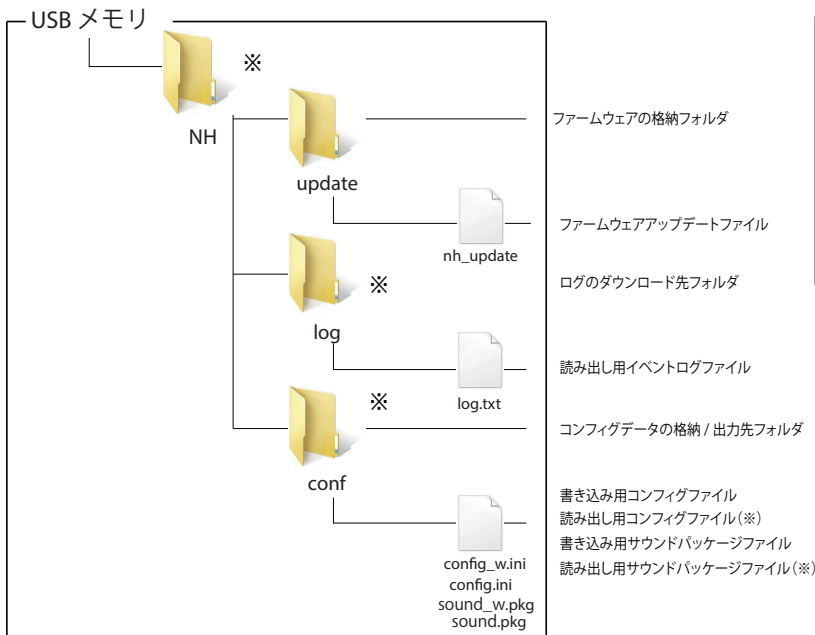 USB メモリ
※
NH
ファームウェアの格納フォルダ
update
ファームウェアアップデートファイル
nh_update
※
ログのダウンロード先フォルダ
log
読み出し用イベントログファイル
log.txt
※
コンフィグデータの格納 / 出力先フォルダ
conf
書き込み用コンフィグファイル
読み出し用コンフィグファイル(※)
書き込み用サウンドパッケージファイル
読み出し用サウンドパッケージファイル(※)
config_w.ini
config.ini
sound_w.pkg
sound.pkg